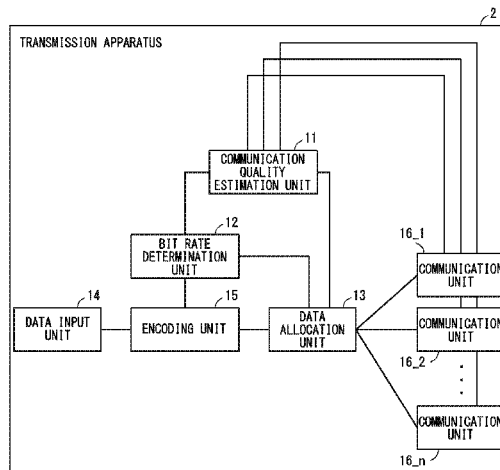 2
TRANSMISSION APPARATUS
11
COMMUNICATION
QUALITY
ESTIMATION UNIT
12
BIT RATE
DETERMINATION
UNIT
16_1
COMMUNICATION
UNIT
14
DATA INPUT
UNIT
15
ENCODING UNIT
13
DATA
ALLOCATION
UNIT
COMMUNICATION
UNIT
16_2
COMMUNICATION
UNIT
16_n